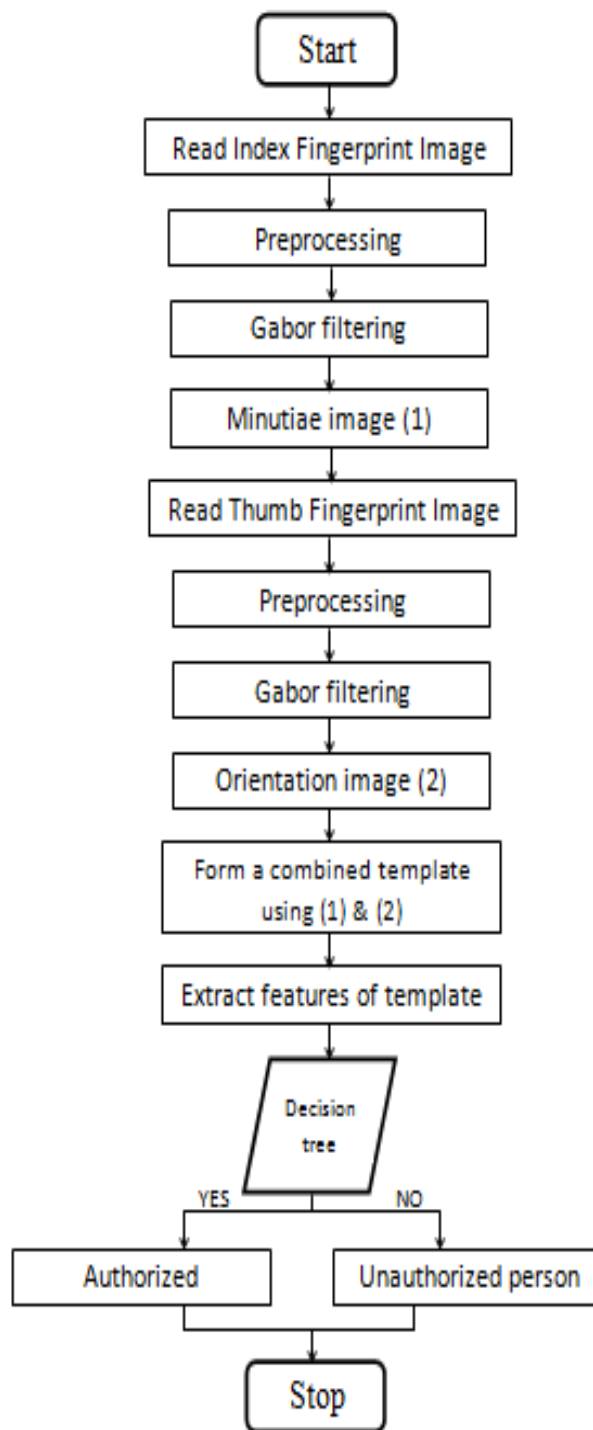 Start
Read Index Fingerprint Image
Preprocessing
Gabor filtering
Minutiae image (1)
Read Thumb Fingerprint Image
Preprocessing
Gabor filtering
Orientation image (2)
Form a combined template
using (1) & (2)
Extract features of template
Decision
tree
YES
NO
Authorized
Unauthorized person
Stop